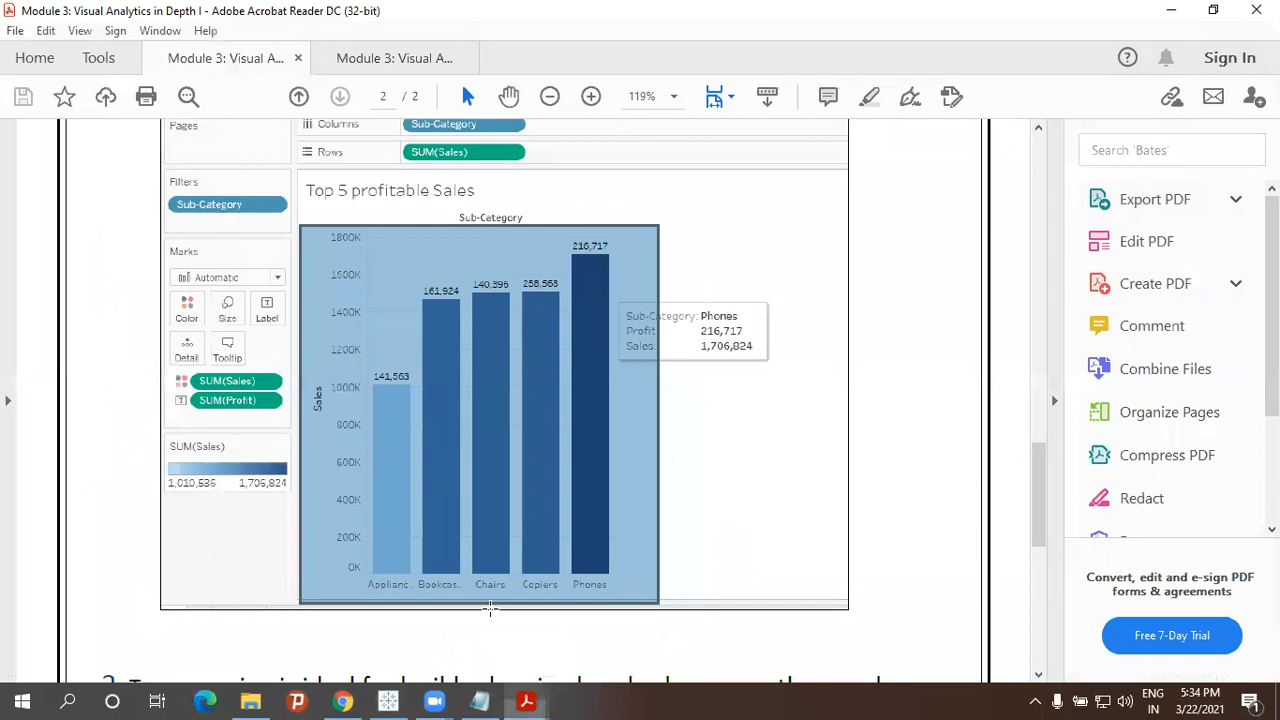 Module 3: Visual Analytics in Depth I - Adobe Acrobat Reader DC (32-bit)
File Edit View Sign Window Help
Home Tools Module 3: Visual A... × Module 3: Visual A... Sign In
2 / 2 119%
Pages
Columns Sub-Category
Rows SUM(Sales)
Filters
Sub-Category
Marks
Automatic
Color Size Label
Detail Tooltip
SUM(Sales)
SUM(Profit)
SUM(Sales)
1,010,536 1,706,824
Top 5 profitable Sales
Sub-Category
Sales
1800K
1600K
1400K
1200K
1000K
800K
600K
400K
200K
0K
141,563
161,924
140,396
258,568
216,717
Applianc.. Bookcas.. Chairs Copiers Phones
Sub-Category: Phones
Profit: 216,717
Sales: 1,706,824
Search 'Bates'
Export PDF
Edit PDF
Create PDF
Comment
Combine Files
Organize Pages
Compress PDF
Redact
Convert, edit and e-sign PDF
forms & agreements
Free 7-Day Trial
ENG
IN
5:34 PM
3/22/2021
1